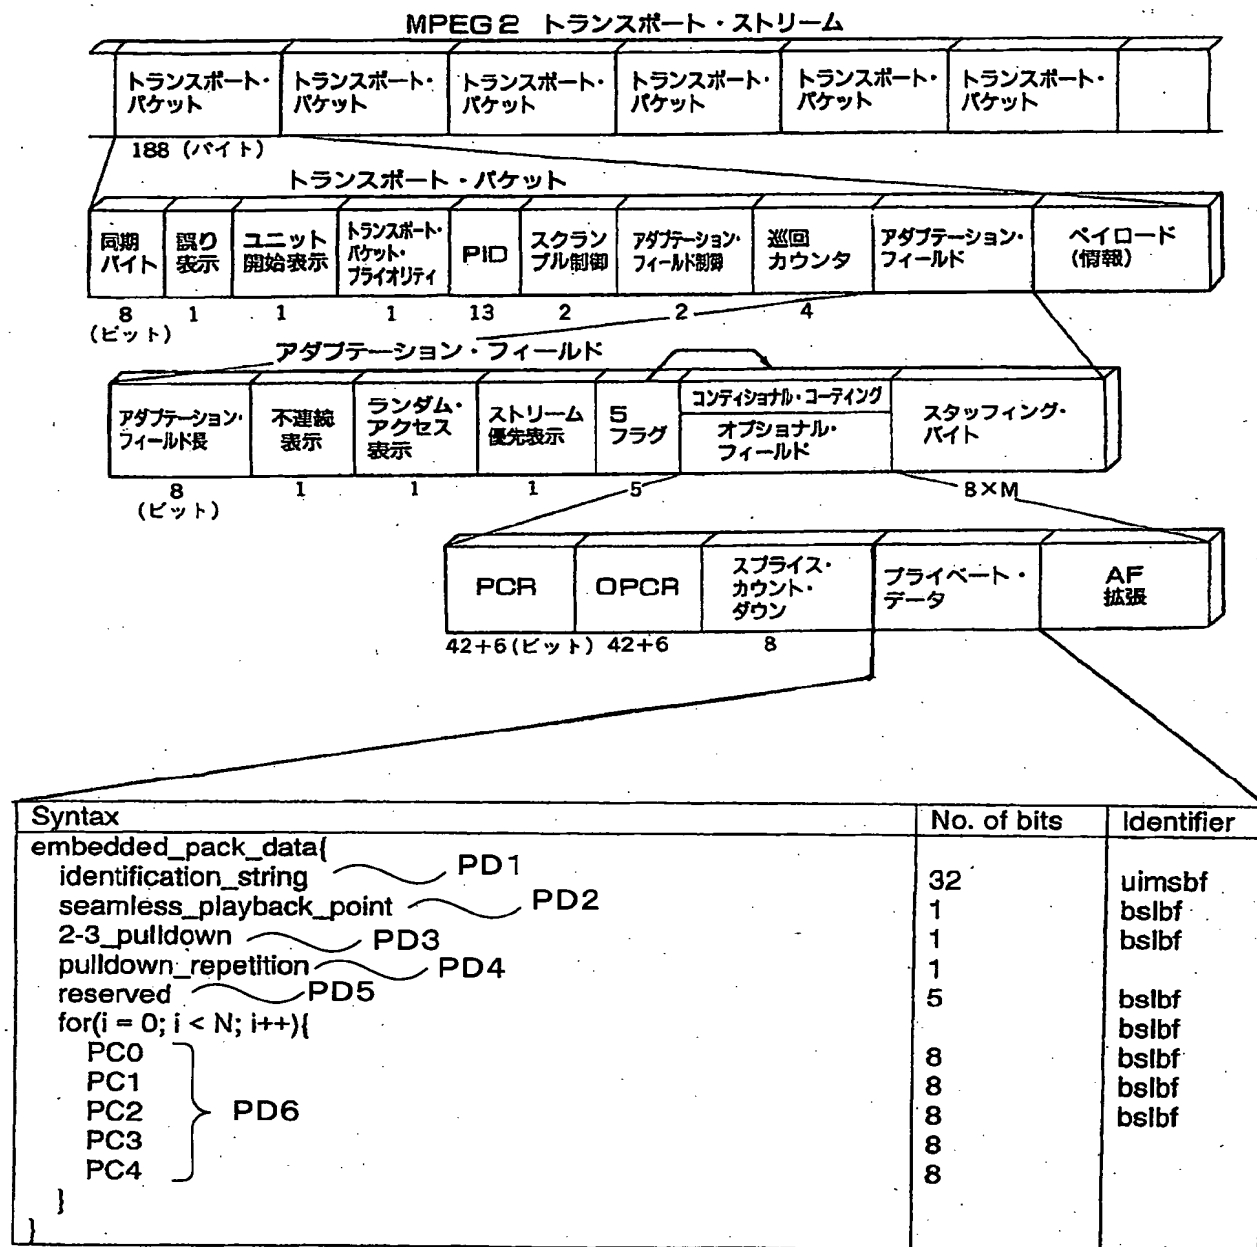 MPEG2 トランスポート・ストリーム
トランスポート・
パケット
トランスポート・
パケット
トランスポート・
パケット
トランスポート・
パケット
トランスポート・
パケット
トランスポート・
パケット
188 (バイト)
トランスポート・パケット
同期
バイト
誤り
表示
ユニット
開始表示
トランスポート・
パケット・
プライオリティ
PID
スクラン
ブル制御
アダプテーション・
フィールド制御
巡回
カウンタ
アダプテーション・
フィールド
ペイロード
(情報)
8 1 1 1 13 2 2 4
(ビット)
アダプテーション・フィールド
アダプテーション・
フィールド長
不連続
表示
ランダム・
アクセス
表示
ストリーム
優先表示
5
フラグ
コンディショナル・コーティング
オプショナル・
フィールド
スタッフィング・
バイト
8 1 1 1 5 8×M
(ビット)
PCR
OPCR
スプライス・
カウント・
ダウン
プライベート・
データ
AF
拡張
42+6(ビット) 42+6 8
Syntax No. of bits Identifier
embedded_pack_data{
identification_string PD1 32 uimsbf
seamless_playback_point PD2 1 bslbf
2-3_pulldown PD3 1 bslbf
pulldown_repetition PD4 1
reserved PD5 5 bslbf
for(i = 0; i < N; i++){ bslbf
PC0 8 bslbf
PC1 8 bslbf
PC2 PD6 8 bslbf
PC3 8
PC4 8
}
}